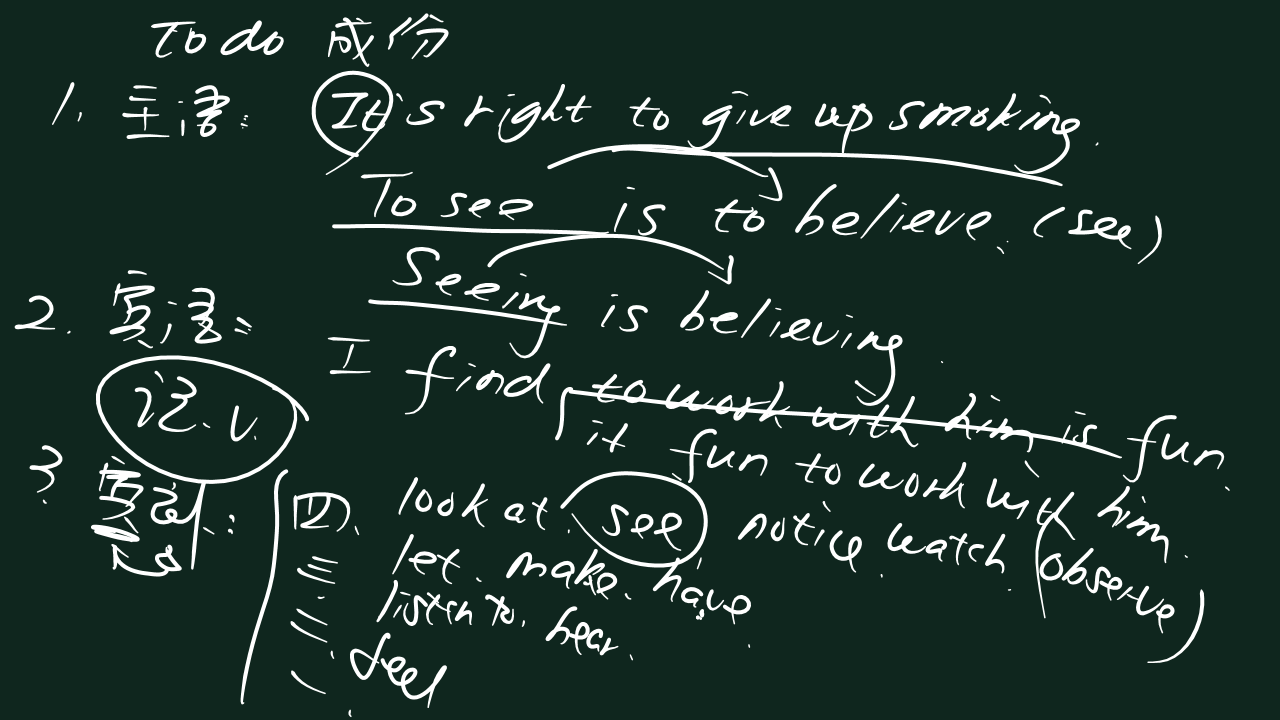 To do 成份
1. 主语: It's right to give up smoking.
To see is to believe. (see)
Seeing is believing.
2. 宾语:
I find to work with him is fun.
it fun to work with him.
记. v.
3 宾补:
四. look at. see notice watch. (observe)
三 let. make. have
二. listen to. hear.
一. feel